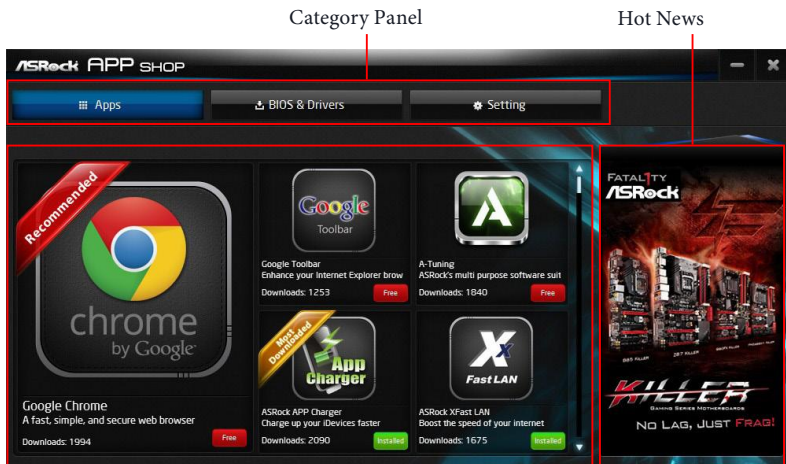 Category Panel
Hot News
ASRock APP SHOP
Apps
BIOS & Drivers
Setting
Recommended
chrome
by Google
Google Chrome
A fast, simple, and secure web browser
Downloads: 1994
Free
Google
Toolbar
Google Toolbar
Enhance your Internet Explorer brow
Downloads: 1253
Free
A-Tuning
ASRock's multi purpose software suit
Downloads: 1840
Free
Most
Downloaded
App
Charger
ASRock APP Charger
Charge up your iDevices faster
Downloads: 2090
Installed
Fast LAN
ASRock XFast LAN
Boost the speed of your internet
Downloads: 1675
Installed
FATAL1TY
ASRock
Z87 KILLER
KILLER
GAMING SERIES MOTHERBOARDS
NO LAG, JUST FRAG!